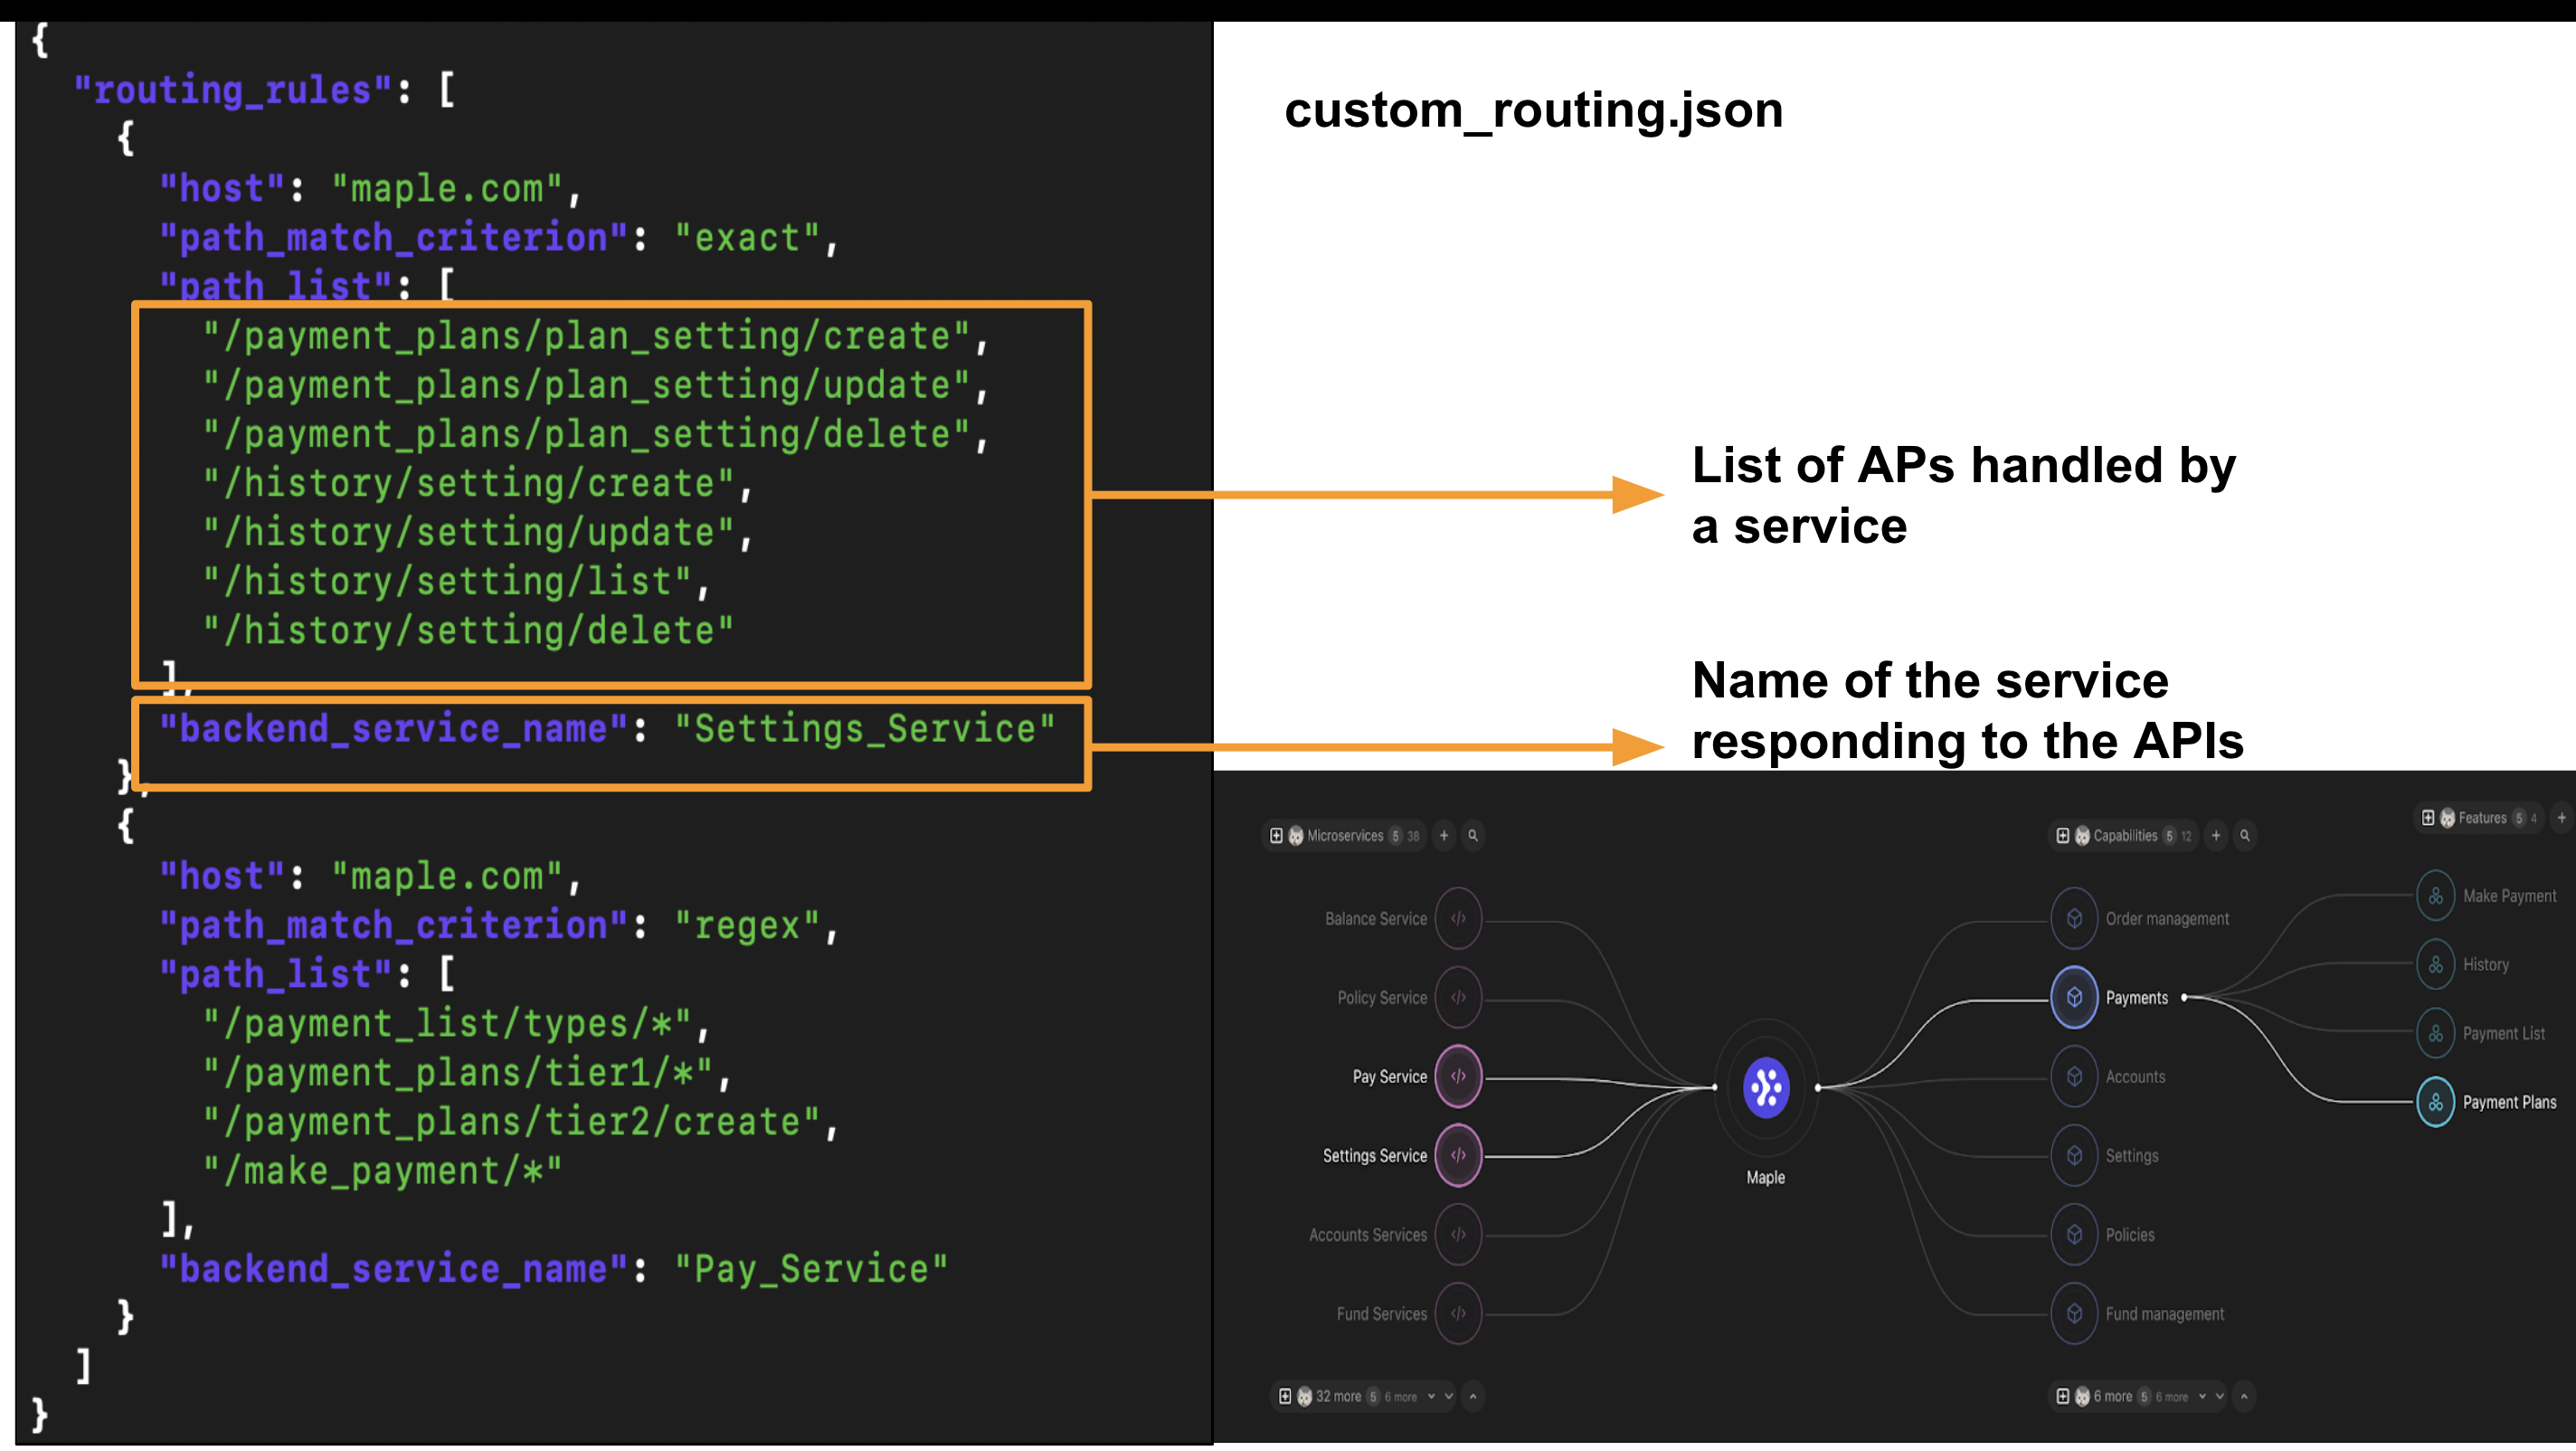 {
"routing_rules": [
{
"host": "maple.com",
"path_match_criterion": "exact",
"path_list": [
"/payment_plans/plan_setting/create",
"/payment_plans/plan_setting/update",
"/payment_plans/plan_setting/delete",
"/history/setting/create",
"/history/setting/update",
"/history/setting/list",
"/history/setting/delete"
],
"backend_service_name": "Settings_Service"
},
{
"host": "maple.com",
"path_match_criterion": "regex",
"path_list": [
"/payment_list/types/*",
"/payment_plans/tier1/*",
"/payment_plans/tier2/create",
"/make_payment/*"
],
"backend_service_name": "Pay_Service"
}
]
}
custom_routing.json
List of APs handled by
a service
Name of the service
responding to the APIs
Microservices 5 38 +
Balance Service </>
Policy Service </>
Pay Service </>
Settings Service </>
Accounts Services </>
Fund Services </>
32 more 5 6 more
Maple
Capabilities 5 12 +
Order management
Payments
Accounts
Settings
Policies
Fund management
6 more 5 6 more
Features 5 4 +
Make Payment
History
Payment List
Payment Plans